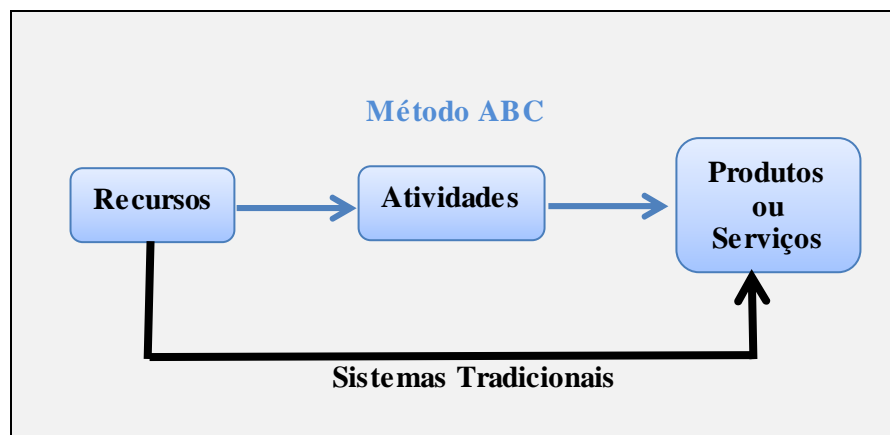 Método ABC
Recursos
Atividades
Produtos
ou
Serviços
Sistemas Tradicionais